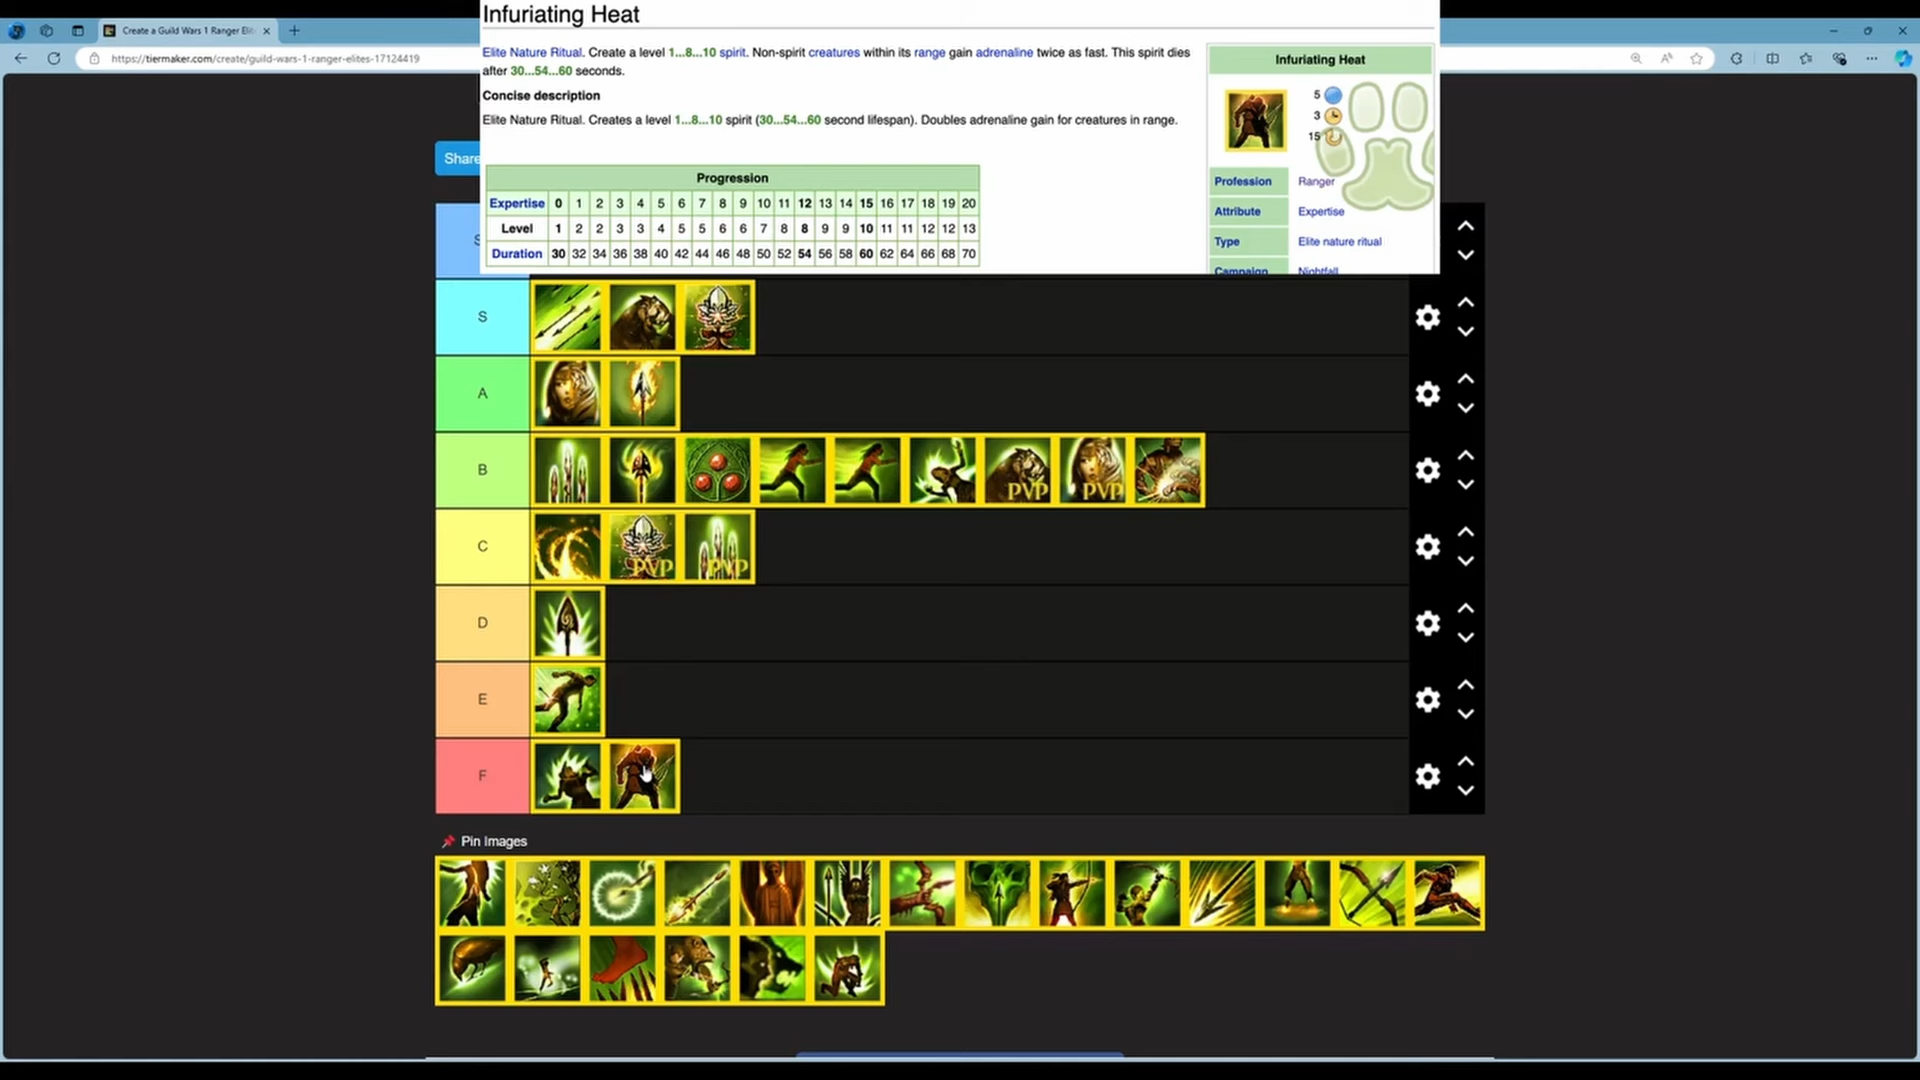 Infuriating Heat
Create a Guild Wars 1 Ranger Eli
https://tiermaker.com/create/guild-wars-1-ranger-elites-17124419
Elite Nature Ritual. Create a level 1...8...10 spirit. Non-spirit creatures within its range gain adrenaline twice as fast. This spirit dies
after 30...54...60 seconds.
Concise description
Elite Nature Ritual. Creates a level 1...8...10 spirit (30...54...60 second lifespan). Doubles adrenaline gain for creatures in range.
Infuriating Heat
5
3
15
Profession Ranger
Attribute Expertise
Type Elite nature ritual
Campaign Nightfall
Progression
Expertise 0 1 2 3 4 5 6 7 8 9 10 11 12 13 14 15 16 17 18 19 20
Level 1 2 2 3 3 4 5 5 6 6 7 8 8 9 9 10 11 11 12 12 13
Duration 30 32 34 36 38 40 42 44 46 48 50 52 54 56 58 60 62 64 66 68 70
Share
S
S
A
B
PVP
PVP
C
PVP
PVP
D
E
F
Pin Images